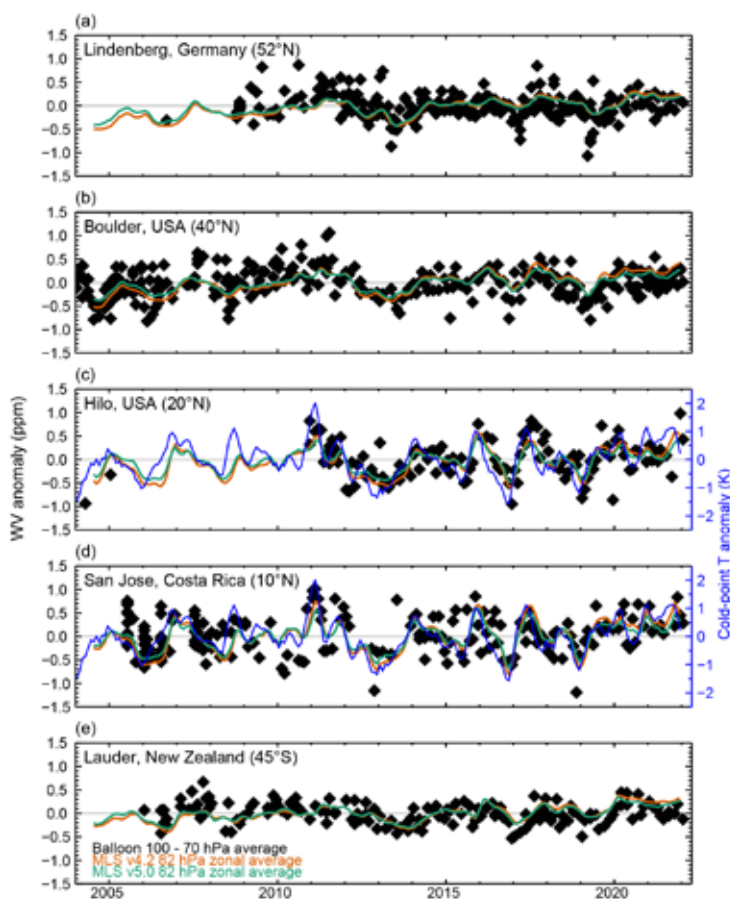 (a)
Lindenberg, Germany (52°N)
1.5
1.0
0.5
0.0
−0.5
−1.0
−1.5
(b)
Boulder, USA (40°N)
1.5
1.0
0.5
0.0
−0.5
−1.0
−1.5
(c)
Hilo, USA (20°N)
1.5
1.0
0.5
0.0
−0.5
−1.0
−1.5
2
1
0
−1
−2
WV anomaly (ppm)
Cold-point T anomaly (K)
(d)
San Jose, Costa Rica (10°N)
1.5
1.0
0.5
0.0
−0.5
−1.0
−1.5
2
1
0
−1
−2
(e)
Lauder, New Zealand (45°S)
1.5
1.0
0.5
0.0
−0.5
−1.0
−1.5
Balloon 100 - 70 hPa average
MLS v4.2 82 hPa zonal average
MLS v5.0 82 hPa zonal average
2005 2010 2015 2020